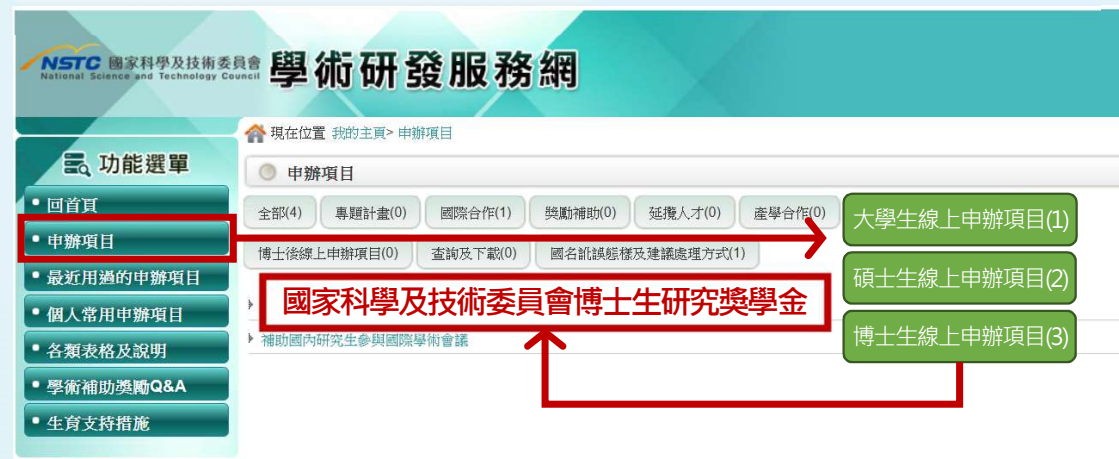 NSTC 國家科學及技術委員會
National Science and Technology Council
學術研發服務網
現在位置 我的主頁> 申辦項目
功能選單
回首頁
申辦項目
最近用過的申辦項目
個人常用申辦項目
各類表格及說明
學術補助獎勵Q&A
生育支持措施
申辦項目
全部(4)
專題計畫(0)
國際合作(1)
獎勵補助(0)
延攬人才(0)
產學合作(0)
博士後線上申辦項目(0)
查詢及下載(0)
國名訛誤態樣及建議處理方式(1)
大學生線上申辦項目(1)
碩士生線上申辦項目(2)
博士生線上申辦項目(3)
國家科學及技術委員會博士生研究獎學金
補助國內研究生參與國際學術會議